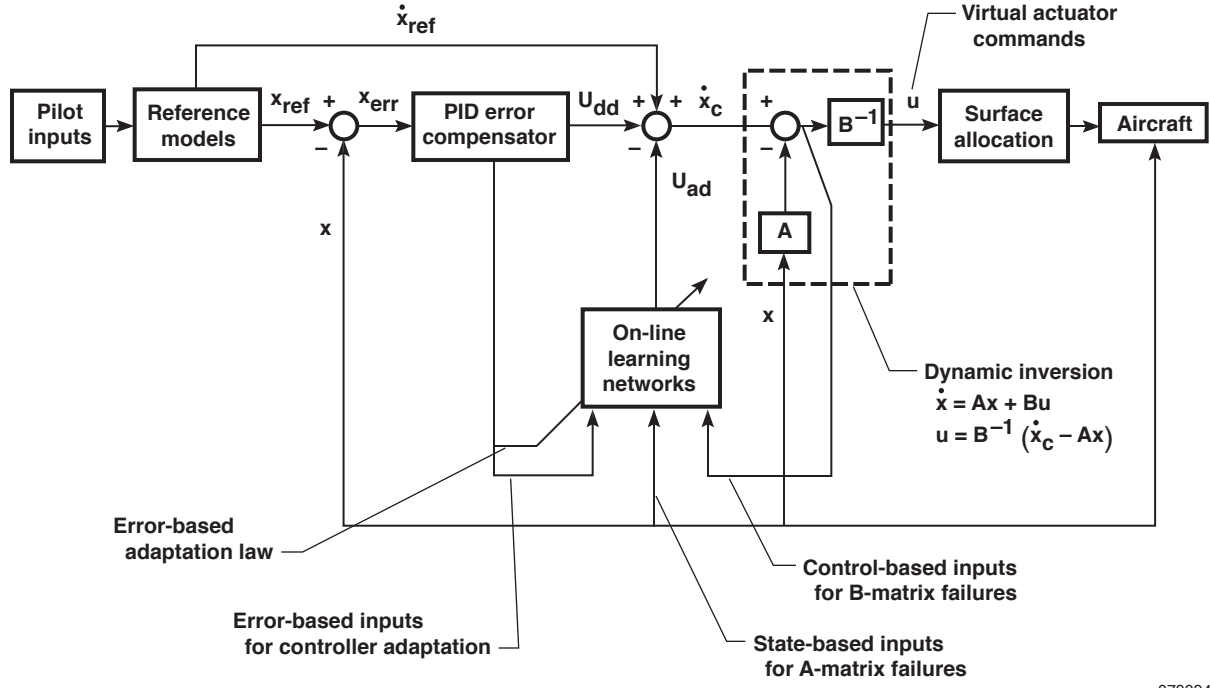 ẋref
Virtual actuator
commands
Pilot
inputs
Reference
models
xref
+
−
xerr
PID error
compensator
Udd
+
+
−
ẋc
+
−
B−1
u
Surface
allocation
Aircraft
Uad
x
A
x
On-line
learning
networks
Dynamic inversion
ẋ = Ax + Bu
u = B−1 (ẋc − Ax)
Error-based
adaptation law
Control-based inputs
for B-matrix failures
Error-based inputs
for controller adaptation
State-based inputs
for A-matrix failures